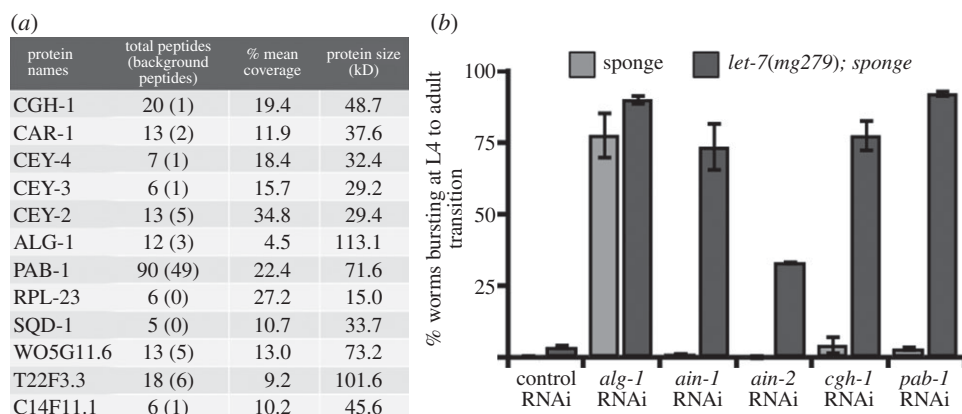 (a)
protein names	total peptides (background peptides)	% mean coverage	protein size (kD)
CGH-1	20 (1)	19.4	48.7
CAR-1	13 (2)	11.9	37.6
CEY-4	7 (1)	18.4	32.4
CEY-3	6 (1)	15.7	29.2
CEY-2	13 (5)	34.8	29.4
ALG-1	12 (3)	4.5	113.1
PAB-1	90 (49)	22.4	71.6
RPL-23	6 (0)	27.2	15.0
SQD-1	5 (0)	10.7	33.7
WO5G11.6	13 (5)	13.0	73.2
T22F3.3	18 (6)	9.2	101.6
C14F11.1	6 (1)	10.2	45.6
(b)
sponge
let-7(mg279); sponge
% worms bursting at L4 to adult
transition
100
75
50
25
control RNAi
alg-1 RNAi
ain-1 RNAi
ain-2 RNAi
cgh-1 RNAi
pab-1 RNAi